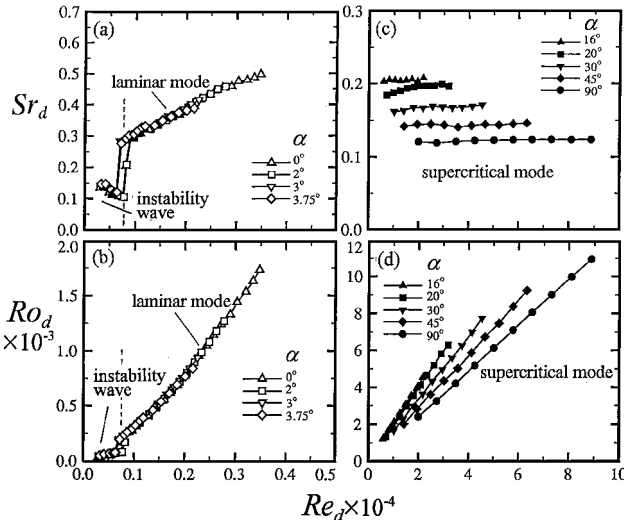 (a)
0.7
0.6
0.5
0.4
0.3
0.2
0.1
0.0
Sr_d
laminar mode
instability
wave
α
0°
2°
3°
3.75°
(b)
2.0
1.5
1.0
0.5
0.0
Ro_d
×10⁻³
laminar mode
instability
wave
α
0°
2°
3°
3.75°
0.0 0.1 0.2 0.3 0.4 0.5
(c)
0.3
0.2
0.1
0.0
α
16°
20°
30°
45°
90°
supercritical mode
(d)
12
10
8
6
4
2
0
α
16°
20°
30°
45°
90°
supercritical mode
0 2 4 6 8 10
Re_d×10⁻⁴